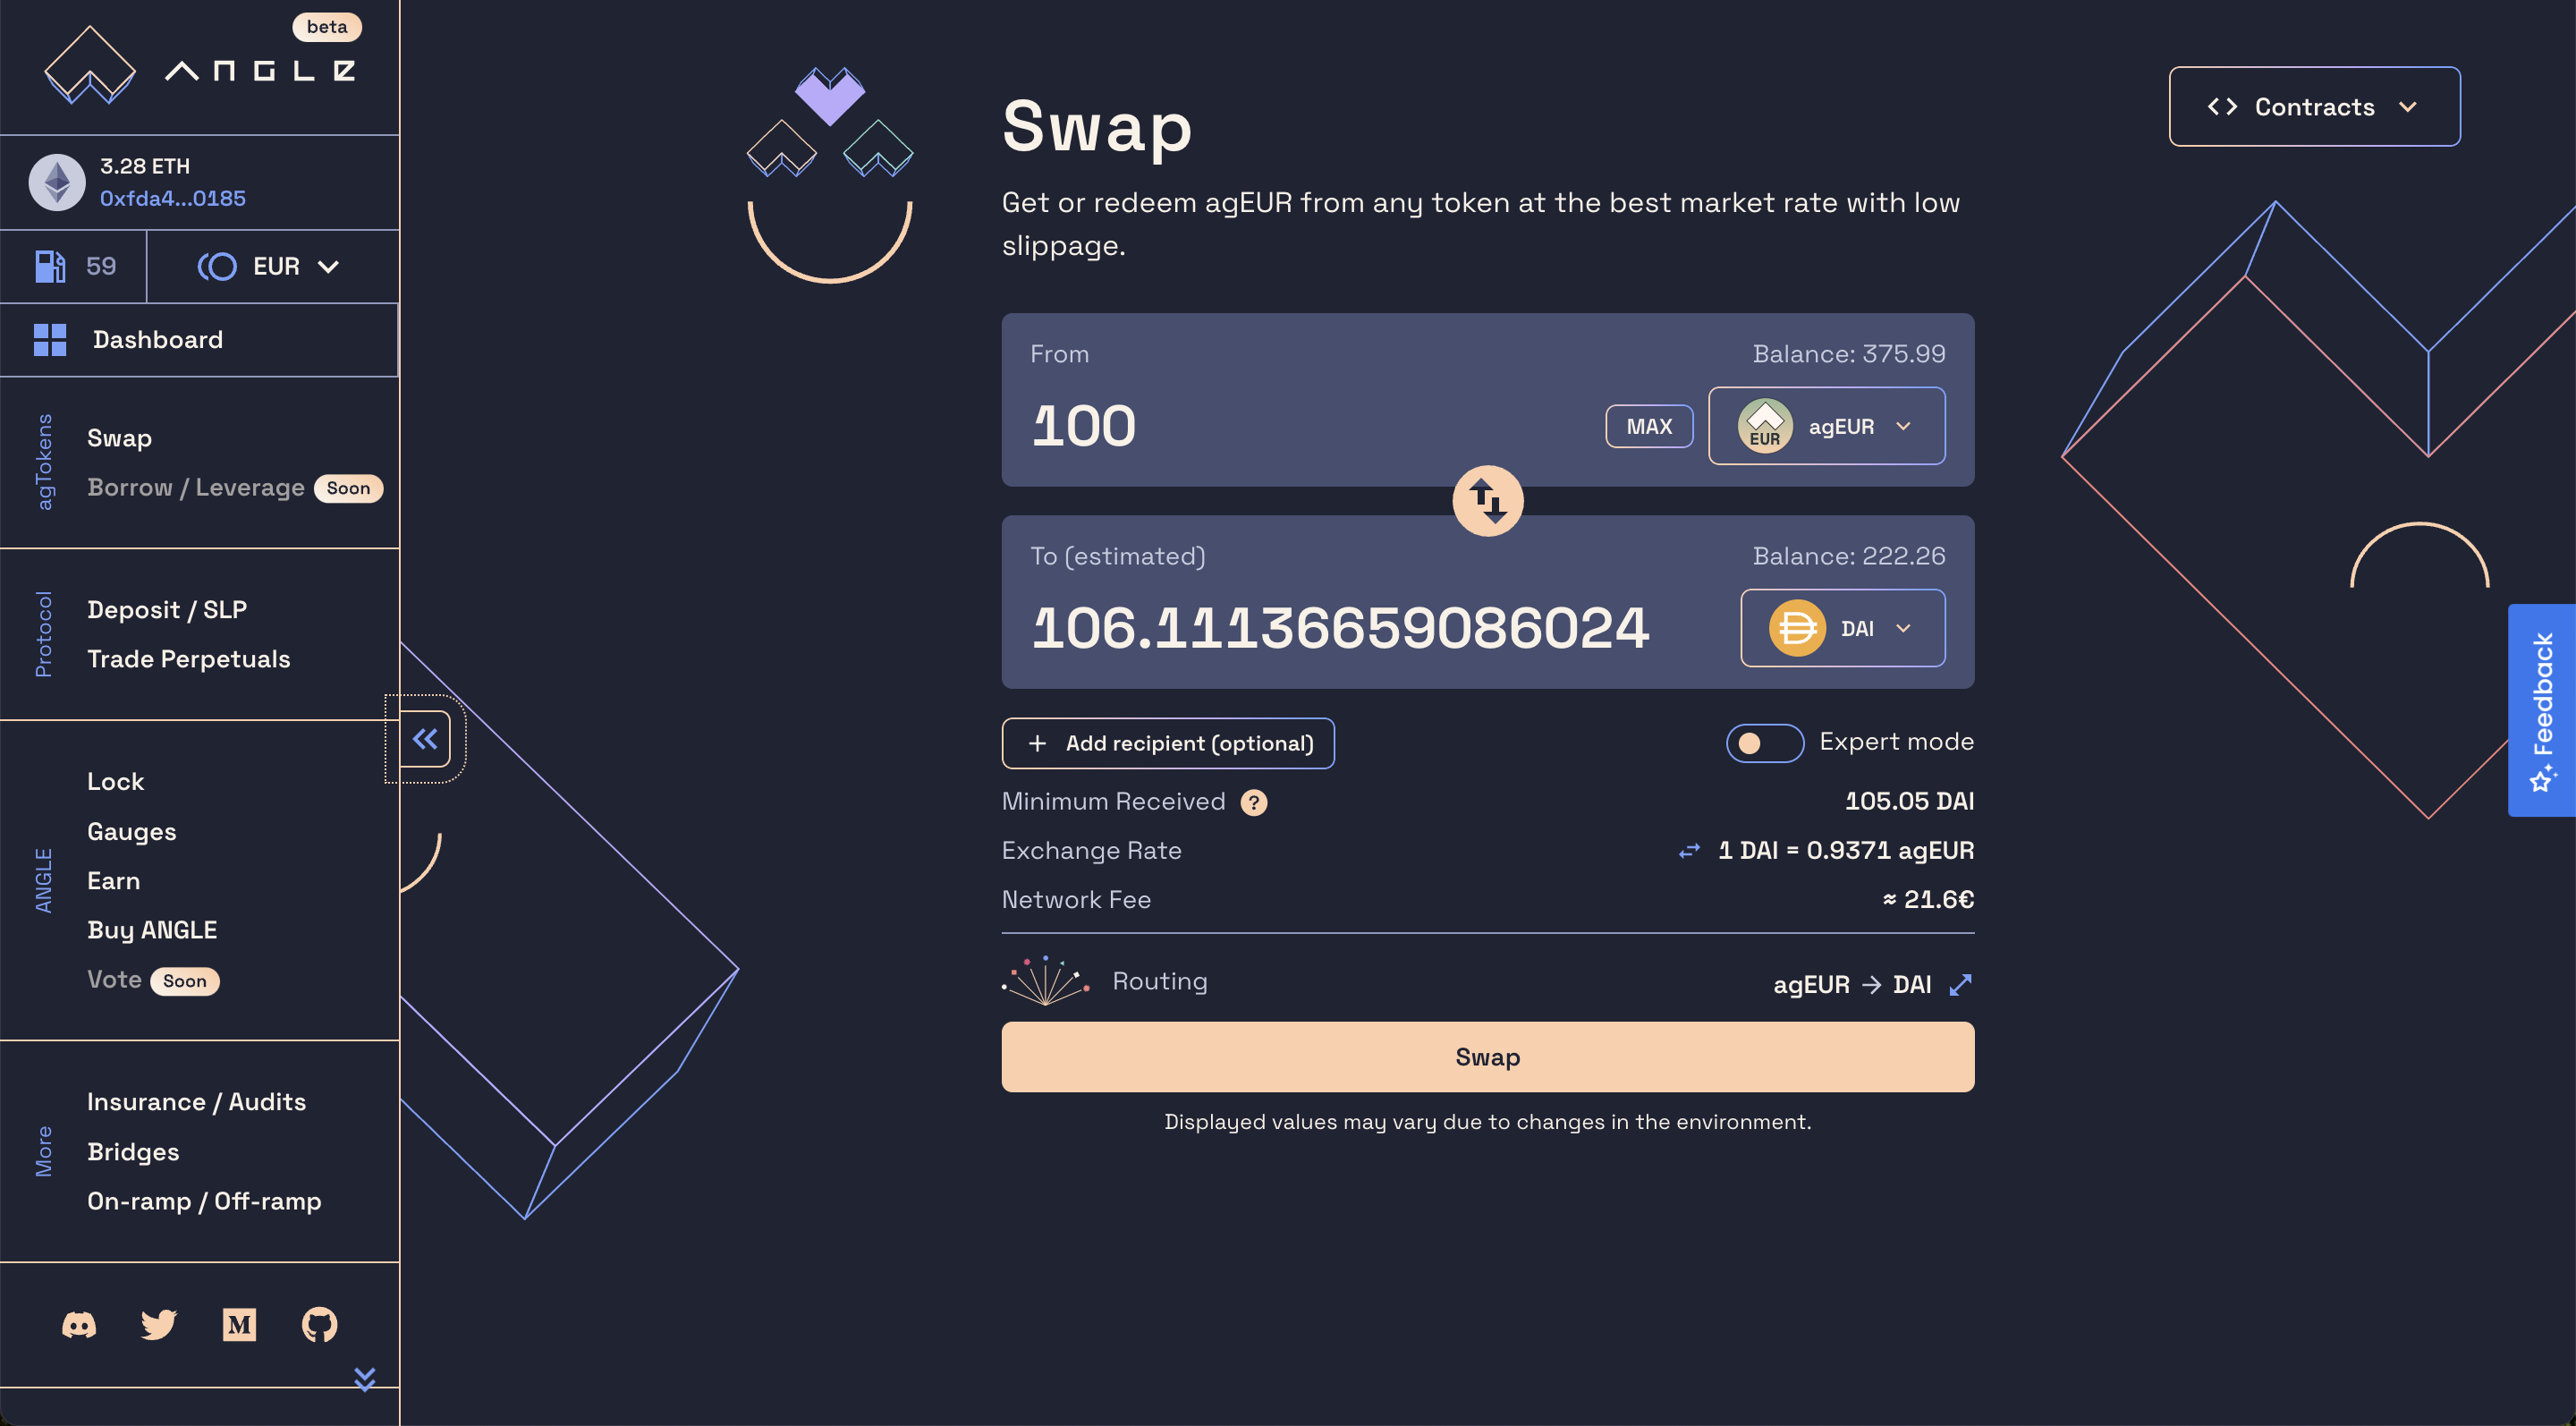 beta
ANGLE
3.28 ETH
0xfda4...0185
59
EUR
Dashboard
agTokens
Swap
Borrow / Leverage Soon
Protocol
Deposit / SLP
Trade Perpetuals
ANGLE
Lock
Gauges
Earn
Buy ANGLE
Vote Soon
More
Insurance / Audits
Bridges
On-ramp / Off-ramp
M
Swap
Contracts
Get or redeem agEUR from any token at the best market rate with low
slippage.
From
Balance: 375.99
100
MAX
EUR
agEUR
To (estimated)
Balance: 222.26
106.11136659086024
DAI
+ Add recipient (optional)
Expert mode
Minimum Received ?
105.05 DAI
Exchange Rate
1 DAI = 0.9371 agEUR
Network Fee
≈ 21.6€
Routing
agEUR → DAI
Swap
Displayed values may vary due to changes in the environment.
Feedback